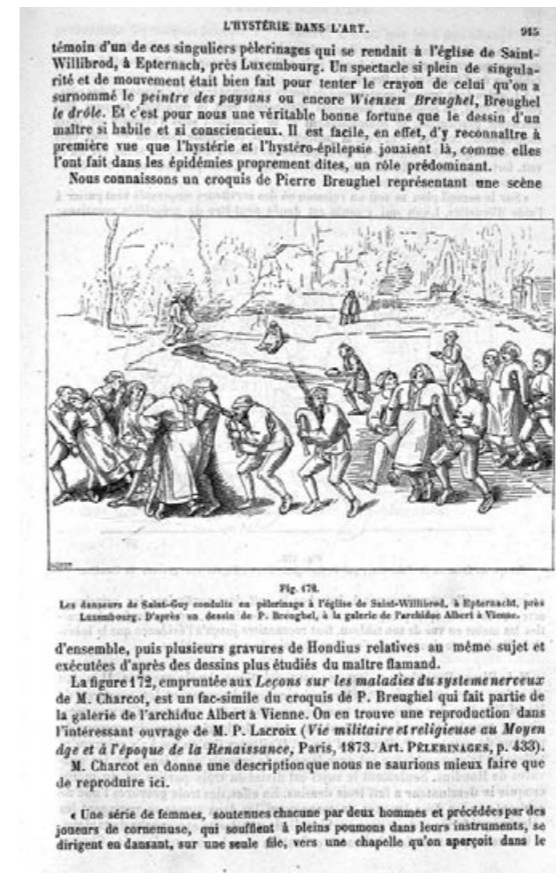 L'HYSTÉRIE DANS L'ART. 915
témoin d'un de ces singuliers pèlerinages qui se rendait à l'église de Saint-
Willibrod, à Epternach, près Luxembourg. Un spectacle si plein de singula-
rité et de mouvement était bien fait pour tenter le crayon de celui qu'on a
surnommé le peintre des paysans ou encore Wiensen Breughel, Breughel
le drôle. Et c'est pour nous une véritable bonne fortune que le dessin d'un
maître si habile et si consciencieux. Il est facile, en effet, d'y reconnaître à
première vue que l'hystérie et l'hystéro-épilepsie jouaient là, comme elles
l'ont fait dans les épidémies proprement dites, un rôle prédominant.
Nous connaissons un croquis de Pierre Breughel représentant une scène
Fig. 172.
Les danseurs de Saint-Guy conduits en pèlerinage à l'église de Saint-Willibrod, à Epternacht, près
Luxembourg. D'après un dessin de P. Breughel, à la galerie de l'archiduc Albert à Vienne.
d'ensemble, puis plusieurs gravures de Hondius relatives au même sujet et
exécutées d'après des dessins plus étudiés du maître flamand.
La figure 172, empruntée aux Leçons sur les maladies du systeme nerveux
de M. Charcot, est un fac-simile du croquis de P. Breughel qui fait partie de
la galerie de l'archiduc Albert à Vienne. On en trouve une reproduction dans
l'intéressant ouvrage de M. P. Lacroix (Vie militaire et religieuse au Moyen
âge et à l'époque de la Renaissance, Paris, 1873. Art. PÈLERINAGES, p. 433).
M. Charcot en donne une description que nous ne saurions mieux faire que
de reproduire ici.
« Une série de femmes, soutenues chacune par deux hommes et précédées par des
joueurs de cornemuse, qui soufflent à pleins poumons dans leurs instruments, se
dirigent en dansant, sur une seule file, vers une chapelle qu'on aperçoit dans le